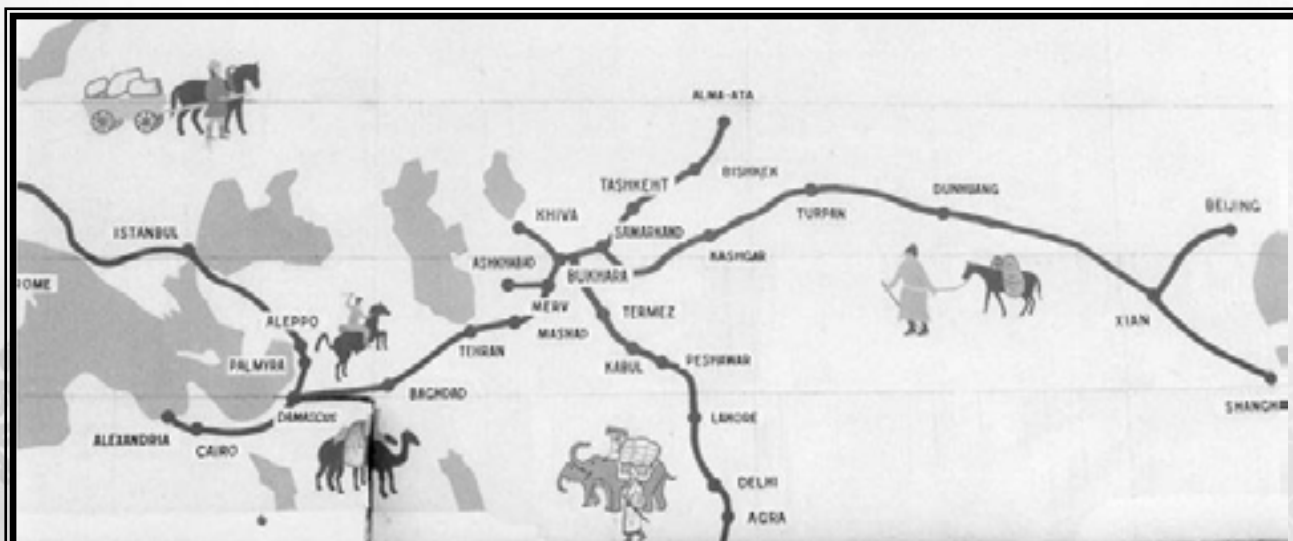 ALMA-ATA
BISHKEK
TASHKEHT
DUNHUANG
TURPAN
BEIJING
KHIVA
ISTANBUL
SAMARKAND
KASHGAR
ASHKHABAD
BUKHARA
ROME
MERV
TERMEZ
XIAN
ALEPPO
MASHAD
TEHRAN
PALMYRA
KABUL
PESHAWAR
BAGHDAD
DAMASCUS
SHANGH
LAHORE
ALEXANDRIA
CAIRO
DELHI
AGRA